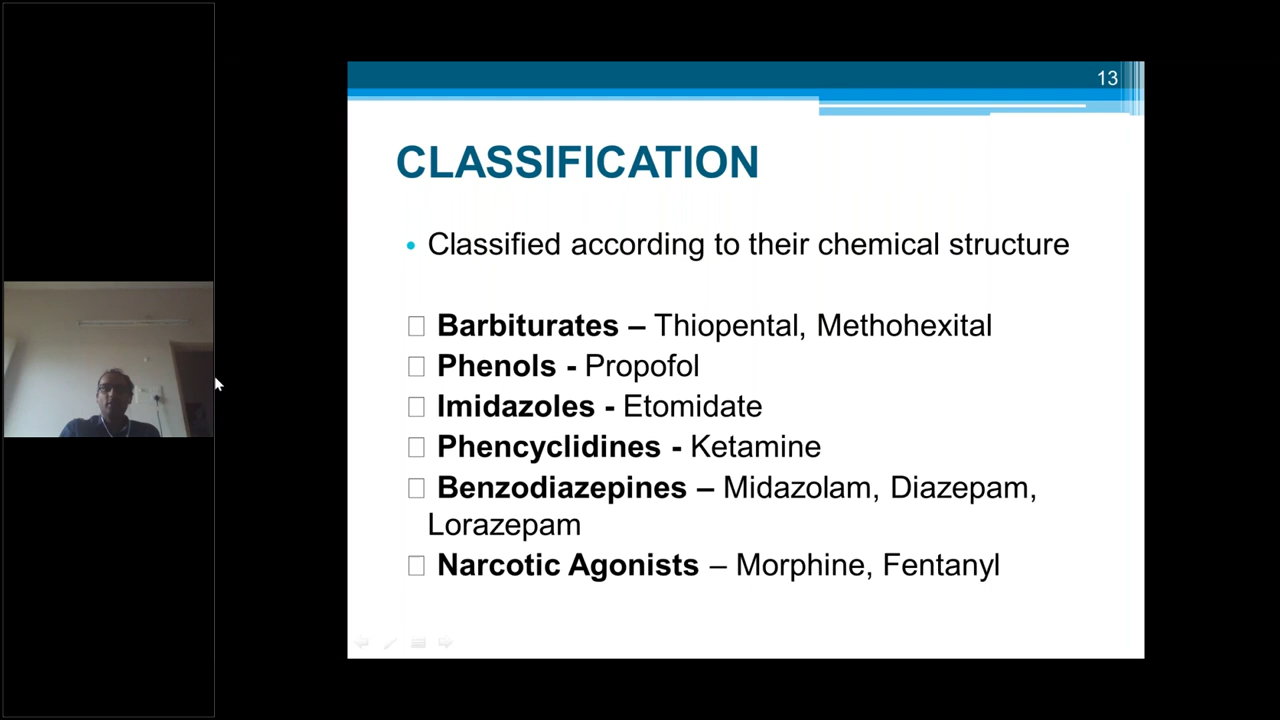 13
CLASSIFICATION
• Classified according to their chemical structure
□ Barbiturates – Thiopental, Methohexital
□ Phenols - Propofol
□ Imidazoles - Etomidate
□ Phencyclidines - Ketamine
□ Benzodiazepines – Midazolam, Diazepam,
Lorazepam
□ Narcotic Agonists – Morphine, Fentanyl